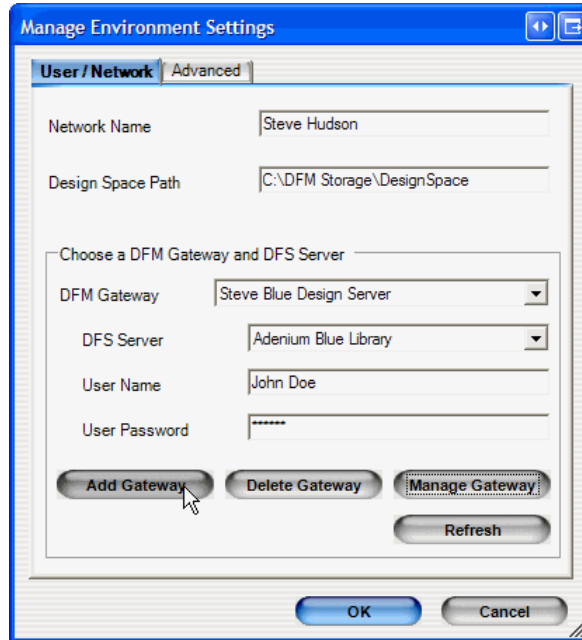 Manage Environment Settings
User / Network Advanced
Network Name Steve Hudson
Design Space Path C:\DFM Storage\DesignSpace
Choose a DFM Gateway and DFS Server
DFM Gateway Steve Blue Design Server
DFS Server Adenium Blue Library
User Name John Doe
User Password ******
Add Gateway Delete Gateway Manage Gateway
Refresh
OK Cancel